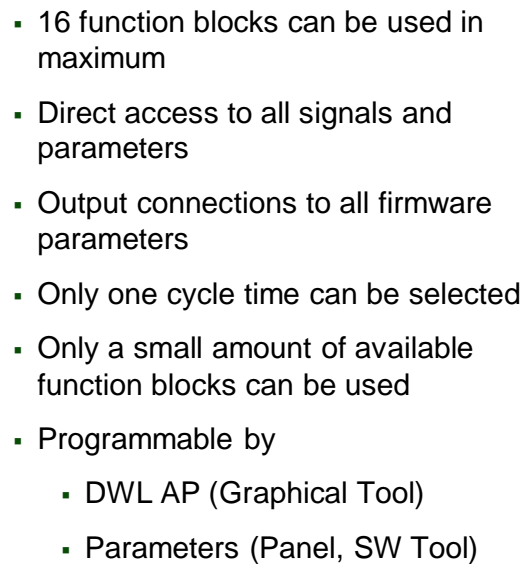 ▪ 16 function blocks can be used in
maximum
▪ Direct access to all signals and
parameters
▪ Output connections to all firmware
parameters
▪ Only one cycle time can be selected
▪ Only a small amount of available
function blocks can be used
▪ Programmable by
▪ DWL AP (Graphical Tool)
▪ Parameters (Panel, SW Tool)